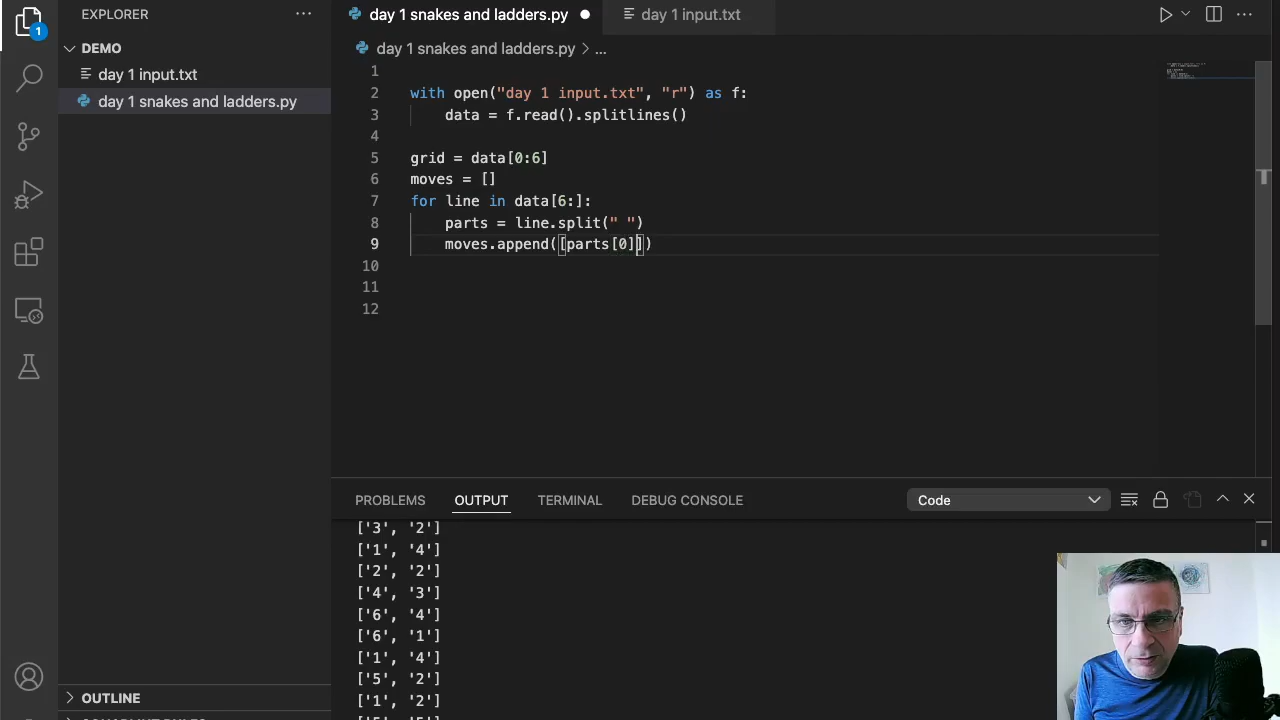 EXPLORER
day 1 snakes and ladders.py
day 1 input.txt
1
DEMO
day 1 snakes and ladders.py > ...
day 1 input.txt
day 1 snakes and ladders.py
1
2 with open("day 1 input.txt", "r") as f:
3 data = f.read().splitlines()
4
5 grid = data[0:6]
6 moves = []
7 for line in data[6:]:
8 parts = line.split(" ")
9 moves.append([parts[0]])
10
11
12
PROBLEMS OUTPUT TERMINAL DEBUG CONSOLE Code
['3', '2']
['1', '4']
['2', '2']
['4', '3']
['6', '4']
['6', '1']
['1', '4']
['5', '2']
['1', '2']
OUTLINE